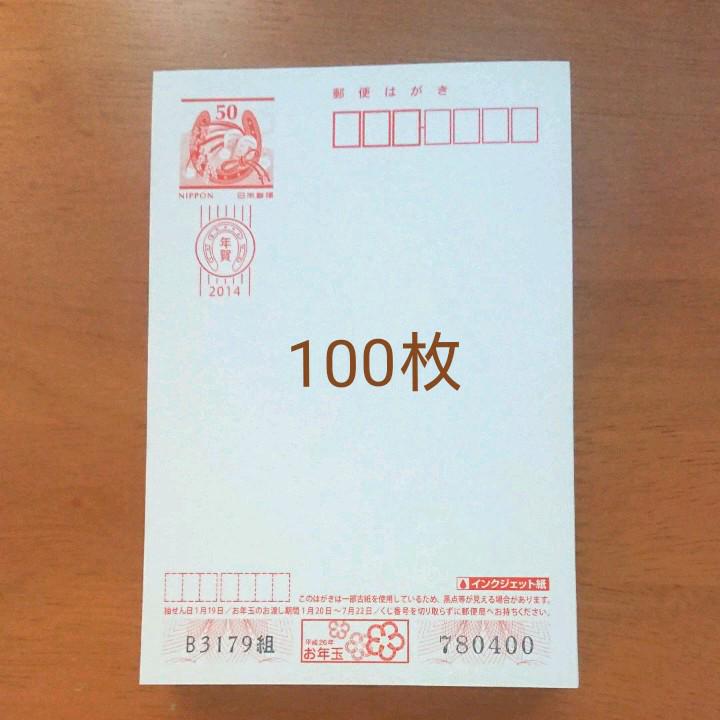 郵便はがき
50
NIPPON 日本郵便
年賀
2014
100枚
インクジェット紙
このはがきは一部古紙を使用しているため、黒点等が見える場合があります。
抽せん日1月19日/お年玉のお渡し期間1月20日～7月22日/くじ番号を切り取らずに郵便局へお持ちください。
平成26年
お年玉
B3179組
780400